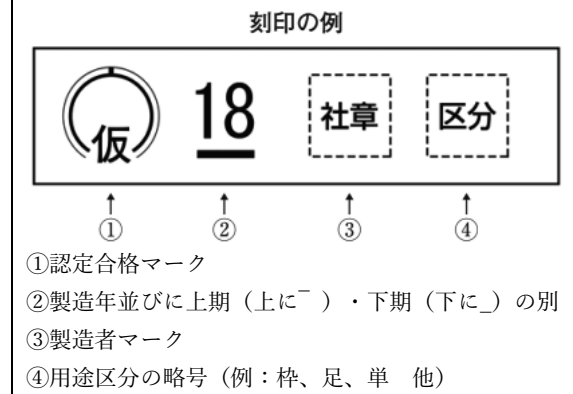 刻印の例
仮 18 社章 区分
① ② ③ ④
①認定合格マーク
②製造年並びに上期（上に‾ ）・下期（下に_）の別
③製造者マーク
④用途区分の略号（例：枠、足、単　他）